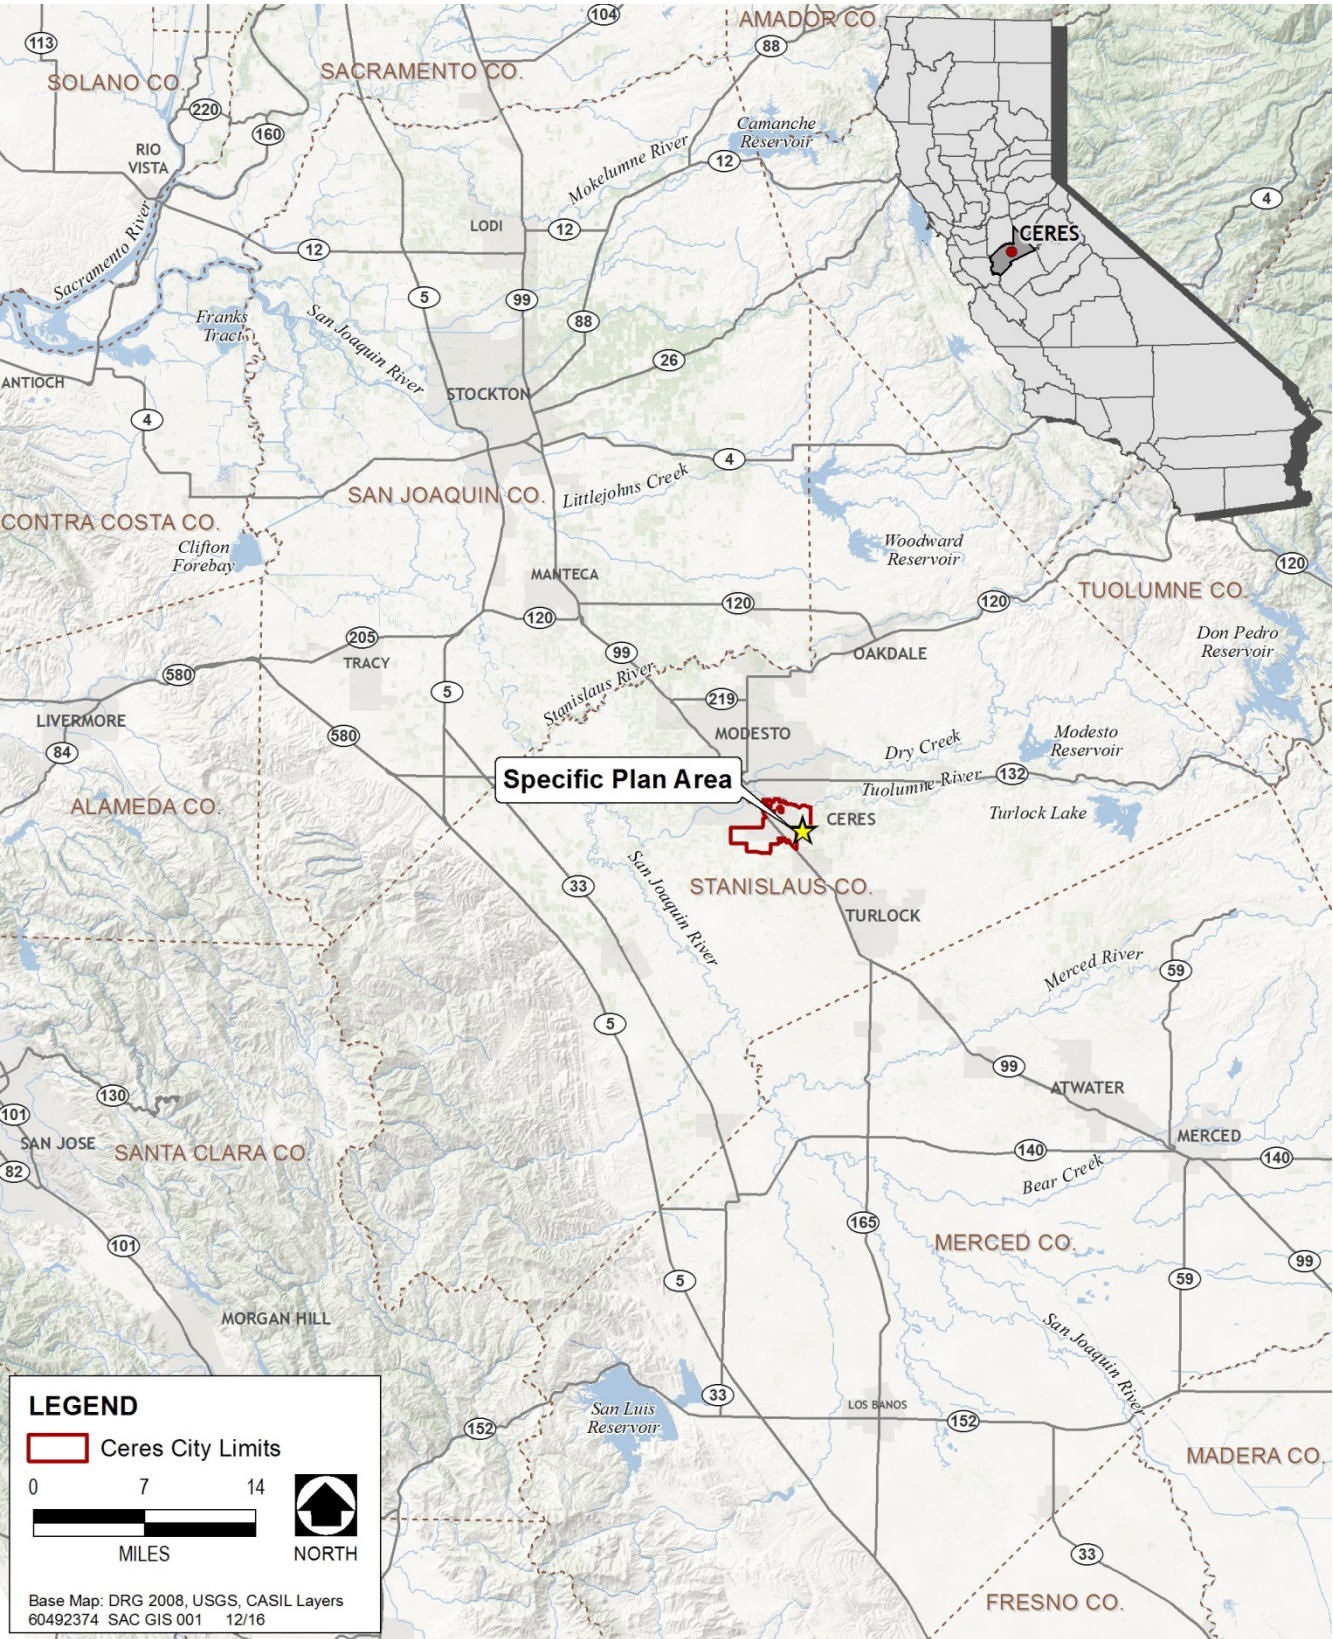 104
AMADOR CO.
113
88
SOLANO CO.
SACRAMENTO CO.
220
160
Camanche
Reservoir
RIO
VISTA
Mokelumne River
12
4
Sacramento River
LODI
12
CERES
12
5
99
Franks
Tract
San Joaquin River
88
26
ANTIOCH
STOCKTON
4
4
SAN JOAQUIN CO.
Littlejohns Creek
CONTRA COSTA CO.
Clifton
Forebay
Woodward
Reservoir
MANTECA
120
TUOLUMNE CO.
120
120
120
205
Don Pedro
Reservoir
99
OAKDALE
TRACY
580
Stanislaus River
5
219
LIVERMORE
580
MODESTO
84
Dry Creek
Modesto
Reservoir
Specific Plan Area
Tuolumne River
132
ALAMEDA CO.
Turlock Lake
CERES
San Joaquin River
33
STANISLAUS CO.
TURLOCK
Merced River
59
5
99
ATWATER
130
101
SAN JOSE
SANTA CLARA CO.
MERCED
140
140
82
Bear Creek
165
101
MERCED CO.
99
5
59
MORGAN HILL
San Joaquin River
33
San Luis
Reservoir
LOS BANOS
152
152
MADERA CO.
33
FRESNO CO.
LEGEND
Ceres City Limits
0 7 14
MILES
NORTH
Base Map: DRG 2008, USGS, CASIL Layers
60492374 SAC GIS 001 12/16